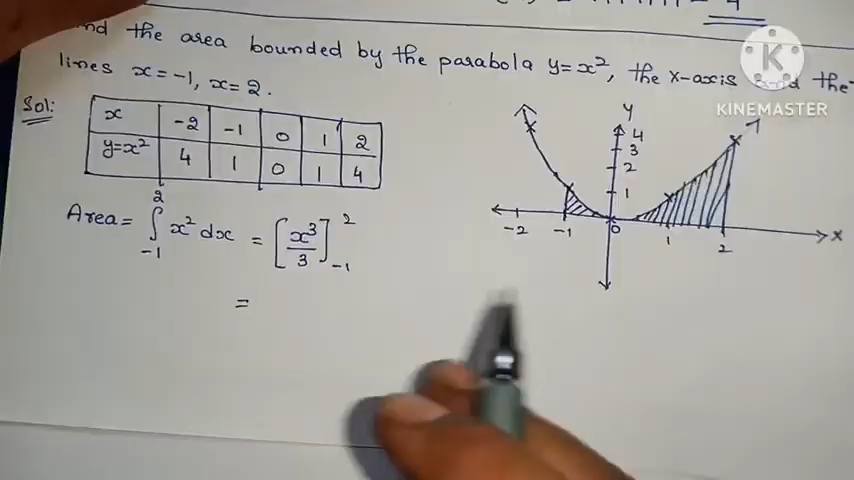 the area bounded by the parabola y=x², the x-axis and the
lines x=-1, x=2.
Sol:
x -2 -1 0 1 2
y=x² 4 1 0 1 4
Area= ∫₋₁² x² dx = [x³/3]₋₁²
=
Y
4
3
2
1
-2 -1 0 1 2 X
K
KINEMASTER